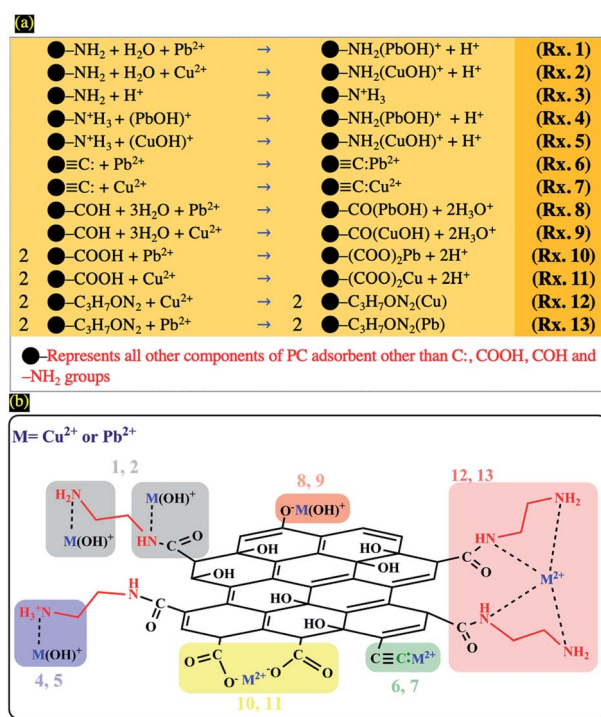 (a)
●–NH₂ + H₂O + Pb²⁺ → ●–NH₂(PbOH)⁺ + H⁺ (Rx. 1)
●–NH₂ + H₂O + Cu²⁺ → ●–NH₂(CuOH)⁺ + H⁺ (Rx. 2)
●–NH₂ + H⁺ → ●–N⁺H₃ (Rx. 3)
●–N⁺H₃ + (PbOH)⁺ → ●–NH₂(PbOH)⁺ + H⁺ (Rx. 4)
●–N⁺H₃ + (CuOH)⁺ → ●–NH₂(CuOH)⁺ + H⁺ (Rx. 5)
●≡C: + Pb²⁺ → ●≡C:Pb²⁺ (Rx. 6)
●≡C: + Cu²⁺ → ●≡C:Cu²⁺ (Rx. 7)
●–COH + 3H₂O + Pb²⁺ → ●–CO(PbOH) + 2H₃O⁺ (Rx. 8)
●–COH + 3H₂O + Cu²⁺ → ●–CO(CuOH) + 2H₃O⁺ (Rx. 9)
2 ●–COOH + Pb²⁺ → ●–(COO)₂Pb + 2H⁺ (Rx. 10)
2 ●–COOH + Cu²⁺ → ●–(COO)₂Cu + 2H⁺ (Rx. 11)
2 ●–C₃H₇ON₂ + Cu²⁺ → 2 ●–C₃H₇ON₂(Cu) (Rx. 12)
2 ●–C₃H₇ON₂ + Pb²⁺ → 2 ●–C₃H₇ON₂(Pb) (Rx. 13)
●–Represents all other components of PC adsorbent other than C:, COOH, COH and
–NH₂ groups
(b)
M= Cu²⁺ or Pb²⁺
1, 2
8, 9
12, 13
H₂N
M(OH)⁺
O⁻M(OH)⁺
NH₂
M(OH)⁺
HN
C
O
OH
HO
HN
C
O
OH
HO
OH
M²⁺
H₃⁺N
H
N
C
O
HO
HO
HO
C
O
H
N
M(OH)⁺
C≡C:M²⁺
NH₂
O
C
O⁻
M²⁺
⁻O
C
O
4, 5
10, 11
6, 7